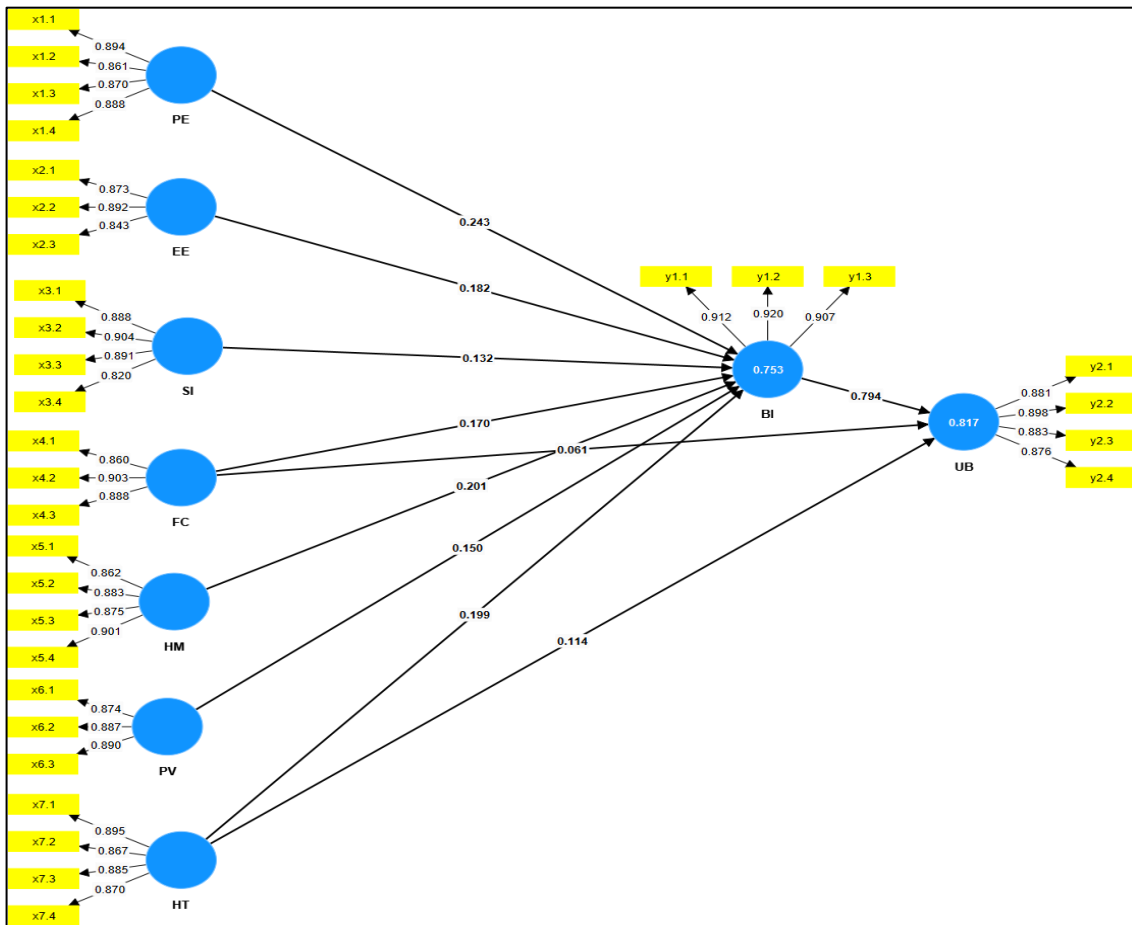 x1.1
0.894
x1.2
0.861
x1.3
0.870
x1.4
0.888
PE
x2.1
0.873
x2.2
0.892
x2.3
0.843
EE
x3.1
0.888
x3.2
0.904
x3.3
0.891
x3.4
0.820
SI
x4.1
0.860
x4.2
0.903
x4.3
0.888
FC
x5.1
0.862
x5.2
0.883
x5.3
0.875
x5.4
0.901
HM
x6.1
0.874
x6.2
0.887
x6.3
0.890
PV
x7.1
0.895
x7.2
0.867
x7.3
0.885
x7.4
0.870
HT
0.243
0.182
0.132
0.170
0.061
0.201
0.150
0.199
0.114
y1.1
y1.2
y1.3
0.912
0.920
0.907
0.753
BI
0.794
0.817
UB
0.881
y2.1
0.898
y2.2
0.883
y2.3
0.876
y2.4